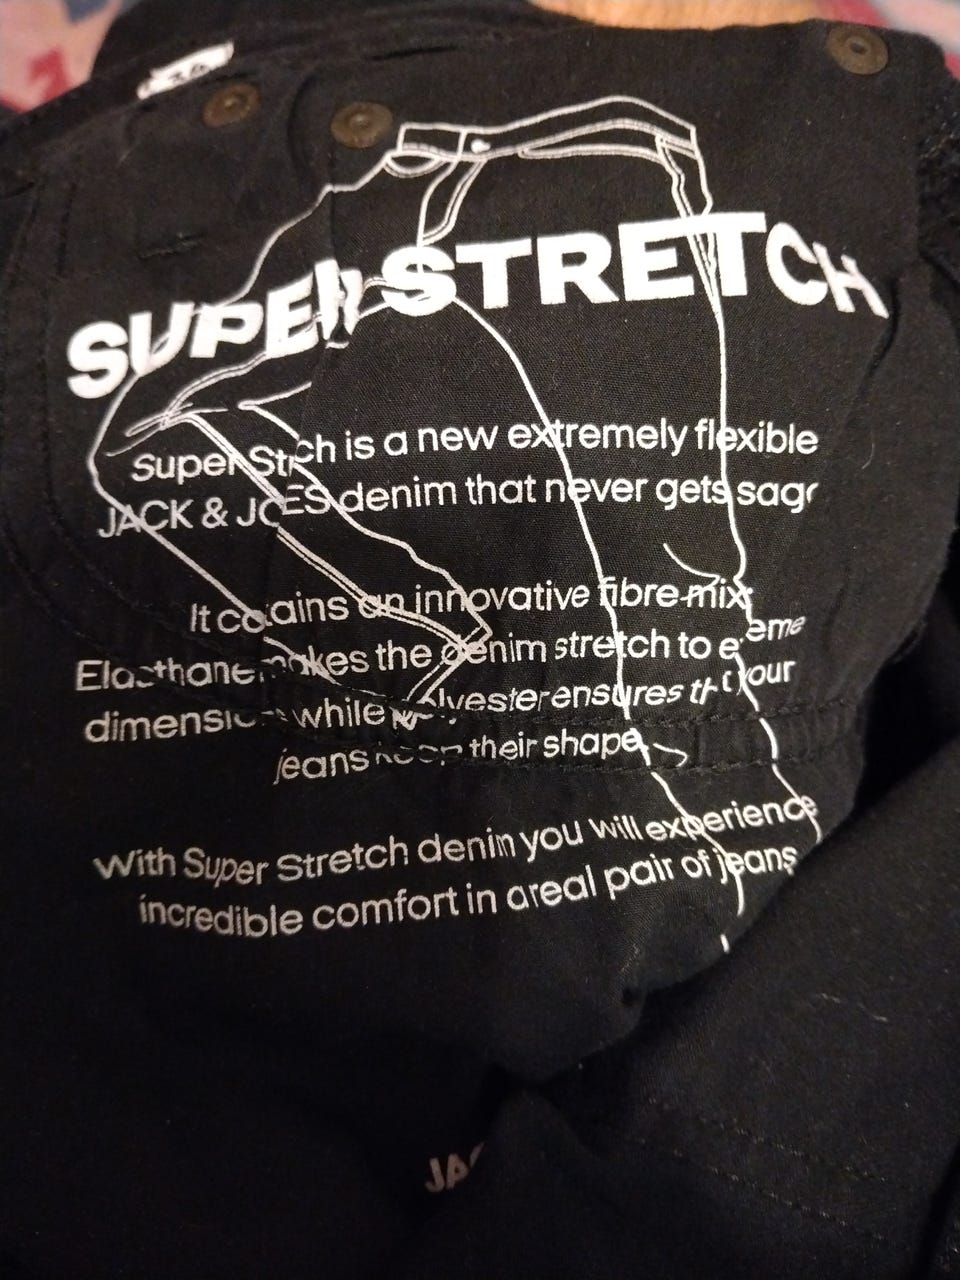 SUPER STRETCH
Super Stretch is a new extremely flexible
JACK & JONES denim that never gets saggy
It contains an innovative fibre mix:
Elasthane makes the denim stretch to extreme
dimensions while Polyester ensures that your
jeans keep their shape.
With Super Stretch denim you will experience
incredible comfort in a real pair of jeans
JA